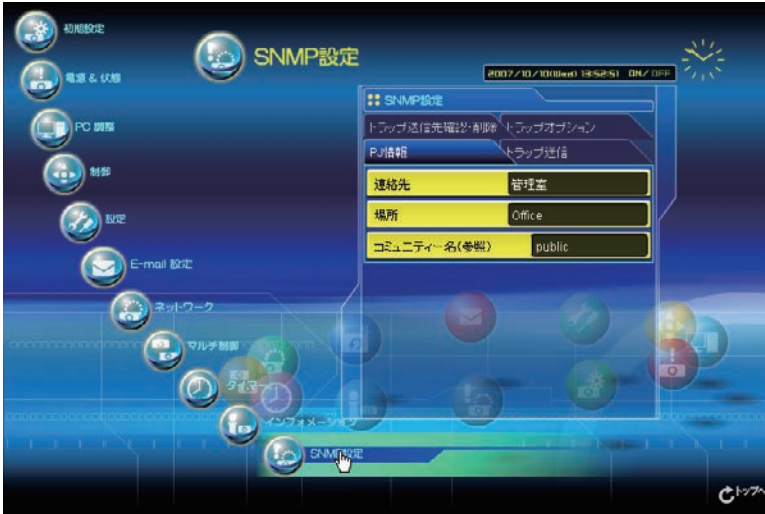 初期設定
電源 & 状態
PC 調整
制御
設定
E-mail 設定
ネットワーク
マルチ制御
タイマー
インフォメーション
SNMP設定
SNMP設定
2007/10/10(Wed) 13:52:51 ON/ OFF
SNMP設定
トラップ送信先確認・削除 トラップオプション
PJ情報 トラップ送信
連絡先 管理室
場所 Office
コミュニティー名(参照) public
トップへ